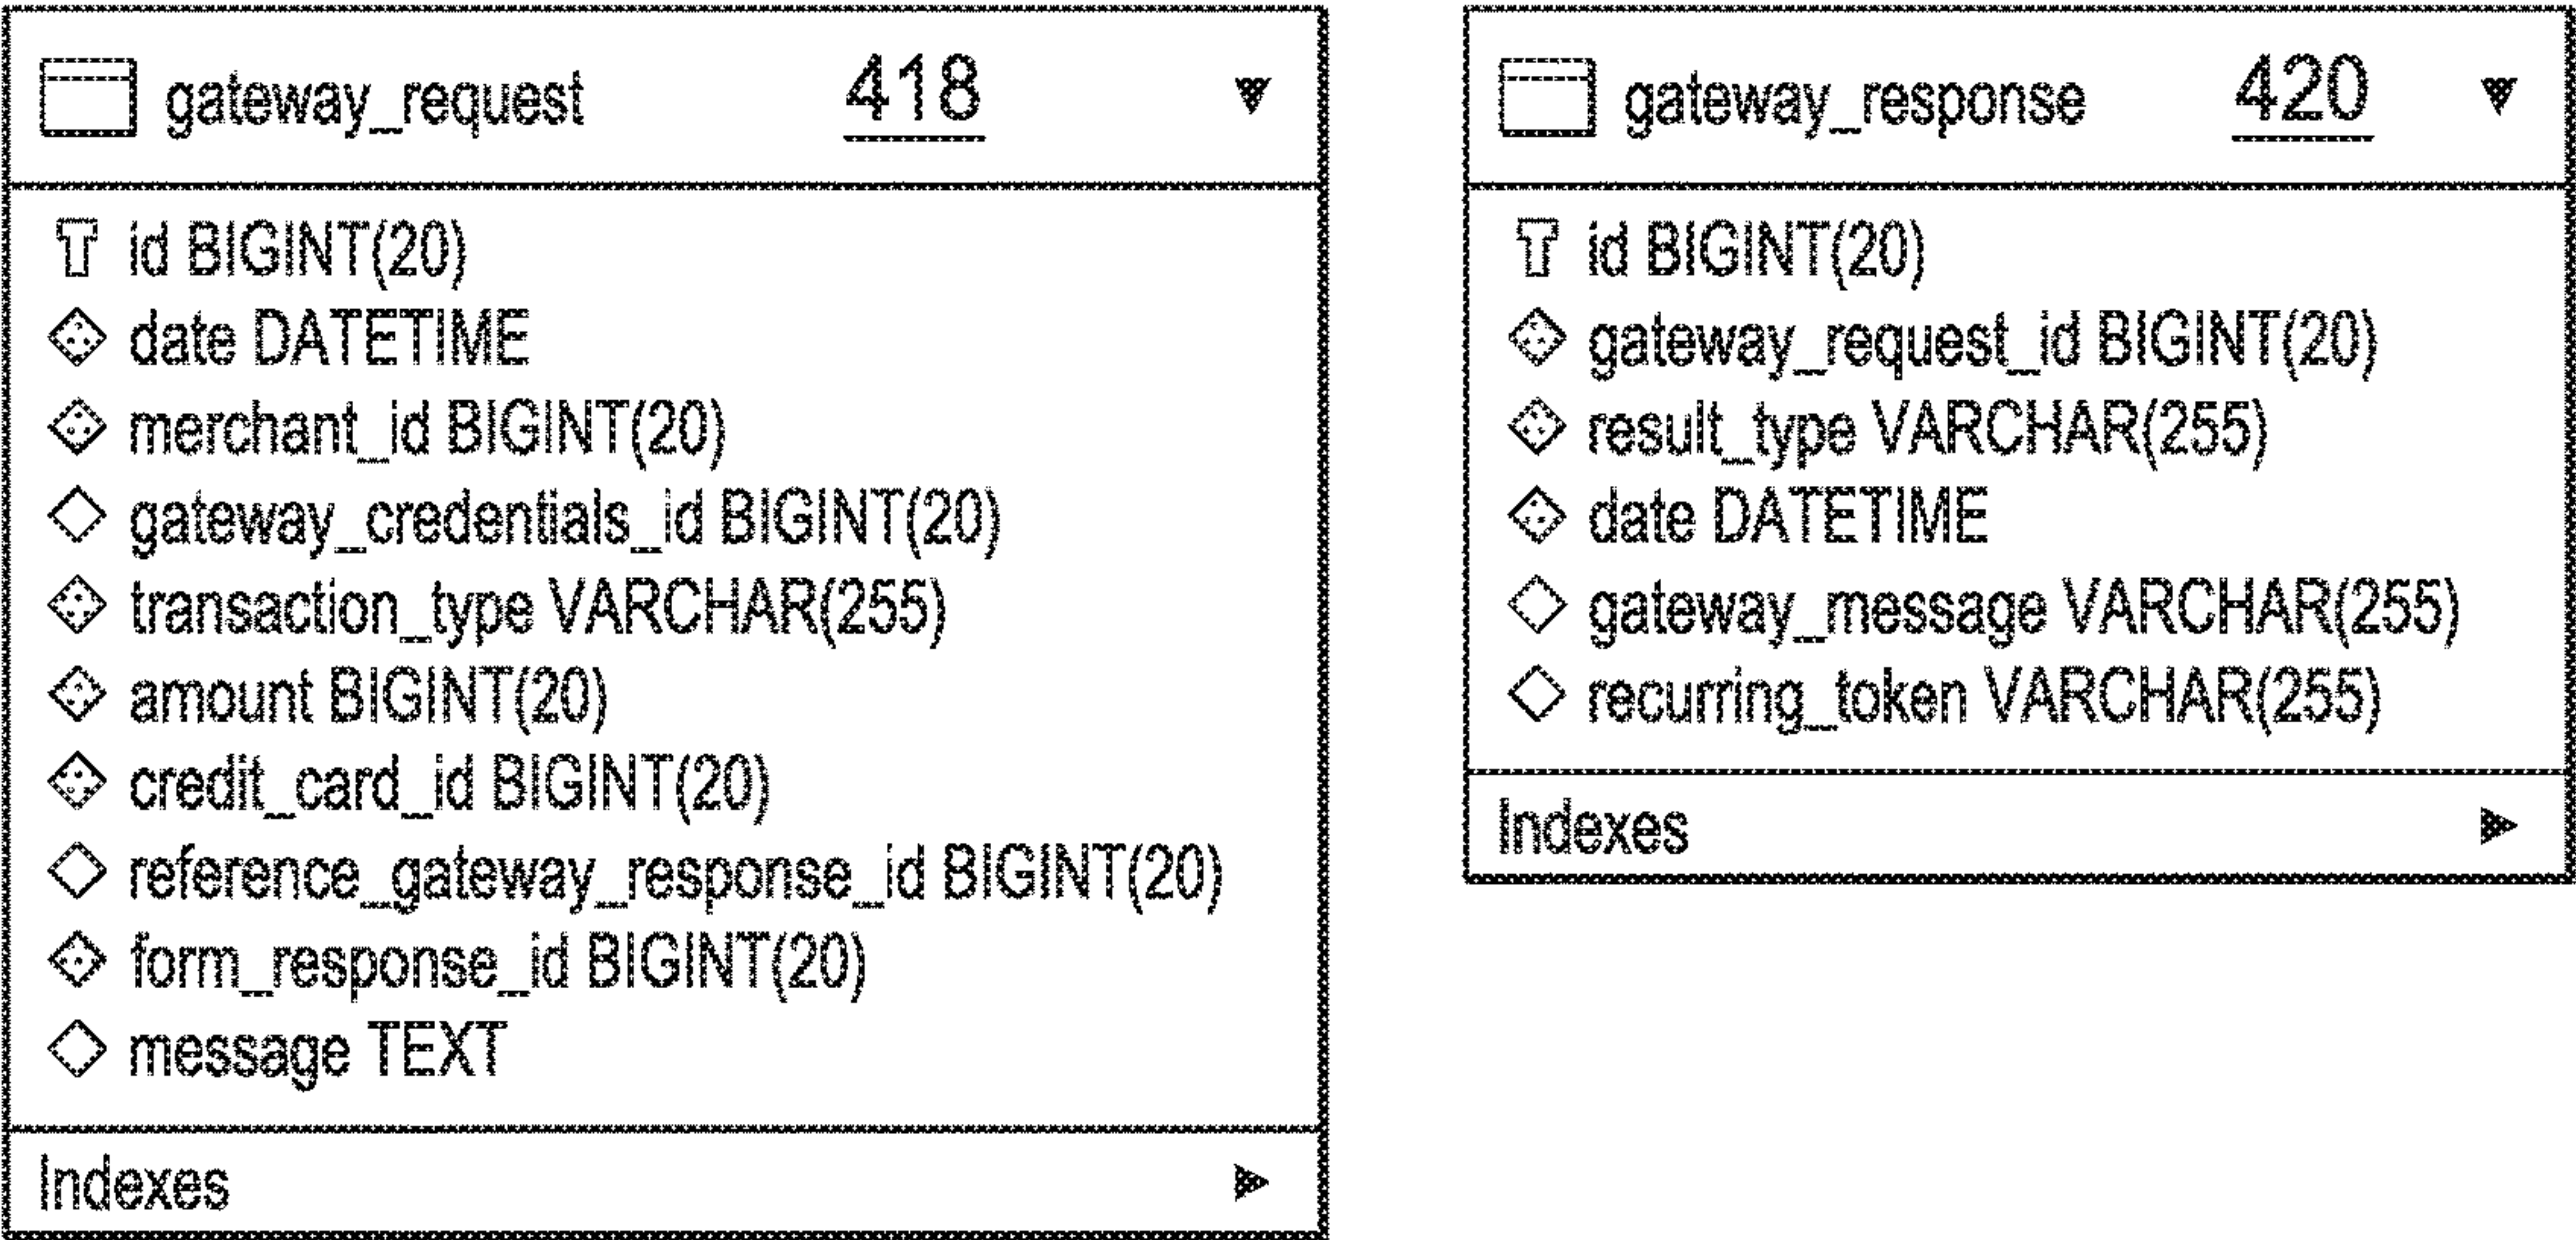 gateway_request 418
id BIGINT(20)
date DATETIME
merchant_id BIGINT(20)
gateway_credentials_id BIGINT(20)
transaction_type VARCHAR(255)
amount BIGINT(20)
credit_card_id BIGINT(20)
reference_gateway_response_id BIGINT(20)
form_response_id BIGINT(20)
message TEXT
Indexes
gateway_response 420
id BIGINT(20)
gateway_request_id BIGINT(20)
result_type VARCHAR(255)
date DATETIME
gateway_message VARCHAR(255)
recurring_token VARCHAR(255)
Indexes